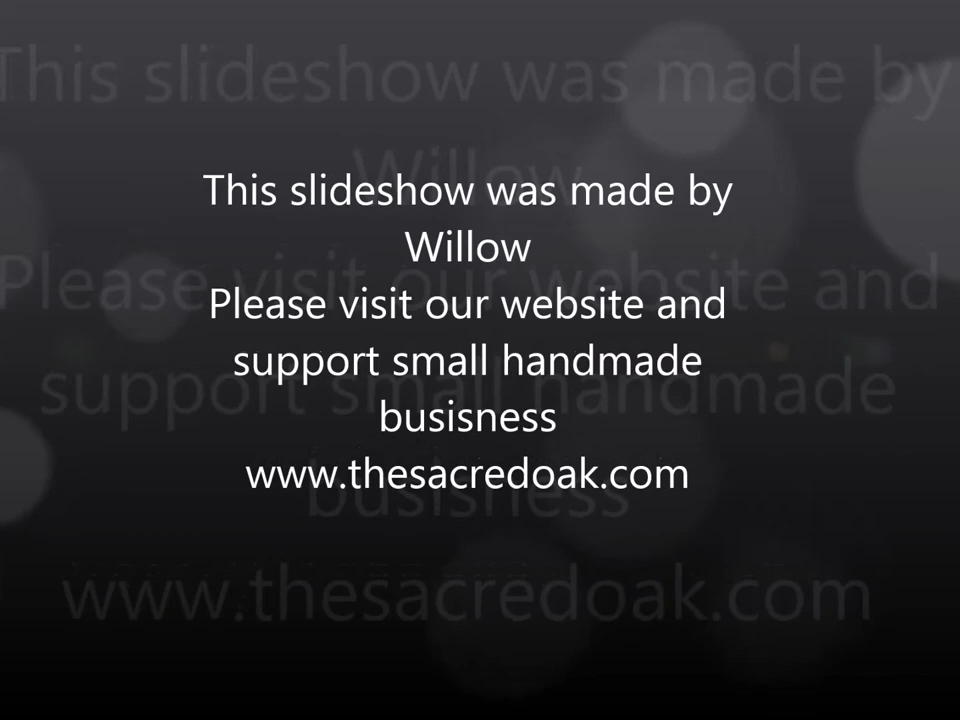 This slideshow was made by
Willow
Please visit our website and
support small handmade
busisness
www.thesacredoak.com